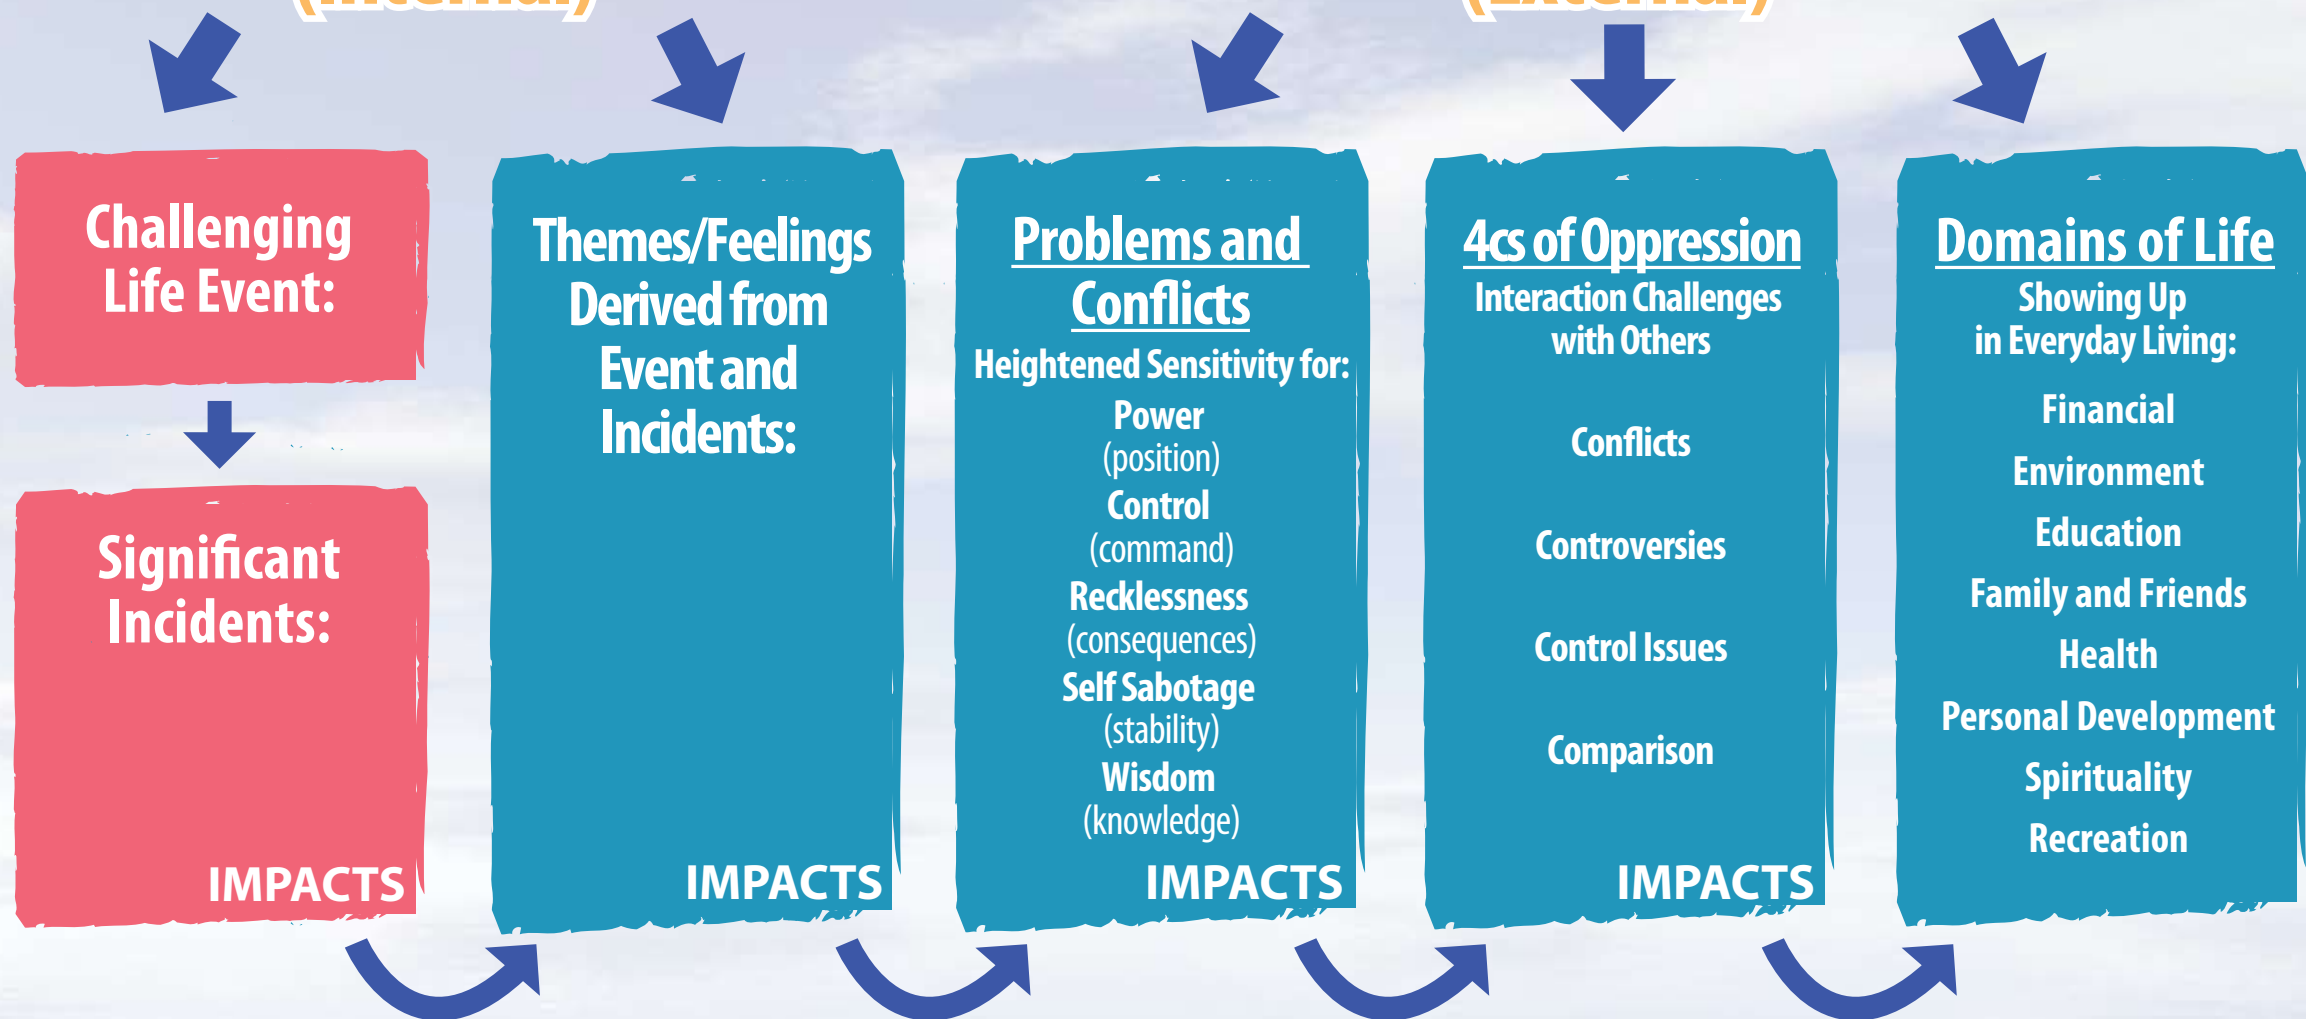 (Internal)
(External)
Challenging
Life Event:
Significant
Incidents:
IMPACTS
Themes/Feelings
Derived from
Event and
Incidents:
IMPACTS
Problems and
Conflicts
Heightened Sensitivity for:
Power
(position)
Control
(command)
Recklessness
(consequences)
Self Sabotage
(stability)
Wisdom
(knowledge)
IMPACTS
4cs of Oppression
Interaction Challenges
with Others
Conflicts
Controversies
Control Issues
Comparison
IMPACTS
Domains of Life
Showing Up
in Everyday Living:
Financial
Environment
Education
Family and Friends
Health
Personal Development
Spirituality
Recreation